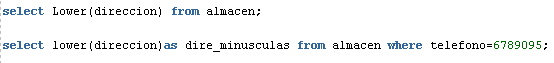 select Lower(direccion) from almacen;
select lower(direccion)as dire_minusculas from almacen where telefono=6789095;